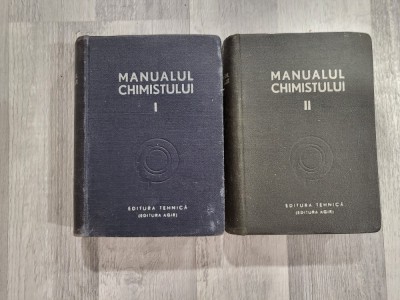 MANUALUL
CHIMISTULUI
I
EDITURA TEHNICĂ
(EDITURA AGIR)
MANUALUL
CHIMISTULUI
II
EDITURA TEHNICĂ
(EDITURA AGIR)